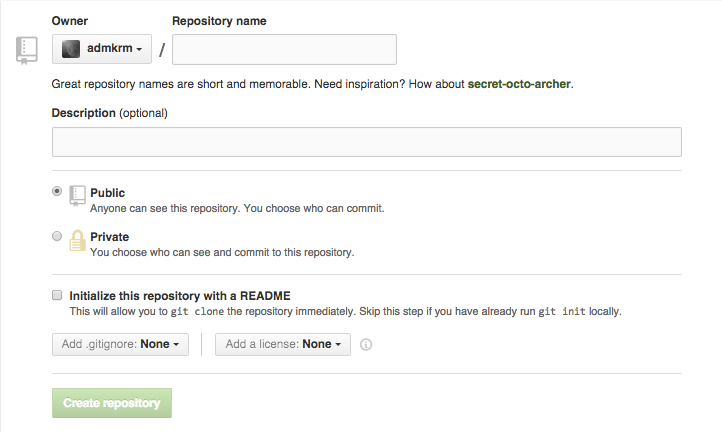 Owner
Repository name
admkrm
/
Great repository names are short and memorable. Need inspiration? How about secret-octo-archer.
Description (optional)
Public
Anyone can see this repository. You choose who can commit.
Private
You choose who can see and commit to this repository.
Initialize this repository with a README
This will allow you to git clone the repository immediately. Skip this step if you have already run git init locally.
Add .gitignore: None
Add a license: None
Create repository